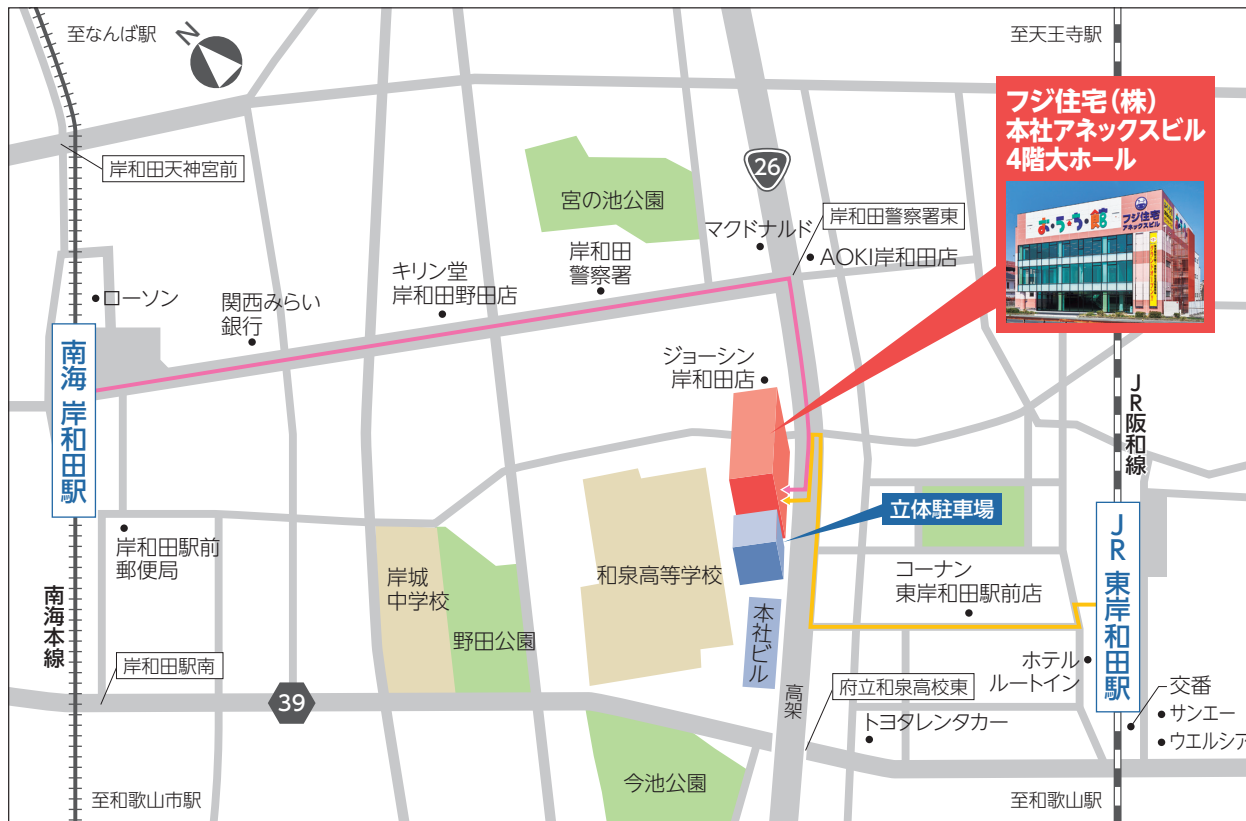 至なんば駅
N
至天王寺駅
フジ住宅(株)
本社アネックスビル
4階大ホール
お・う・ち・館
フジ住宅
アネックスビル
26
岸和田天神宮前
宮の池公園
岸和田警察署東
マクドナルド
AOKI岸和田店
岸和田
警察署
キリン堂
岸和田野田店
ローソン
関西みらい
銀行
ジョーシン
岸和田店
南海 岸和田駅
JR阪和線
立体駐車場
JR 東岸和田駅
岸和田駅前
郵便局
岸城
中学校
和泉高等学校
コーナン
東岸和田駅前店
南海本線
野田公園
本社ビル
岸和田駅南
ホテル
ルートイン
府立和泉高校東
高架
39
交番
サンエー
ウエルシア
トヨタレンタカー
今池公園
至和歌山市駅
至和歌山駅